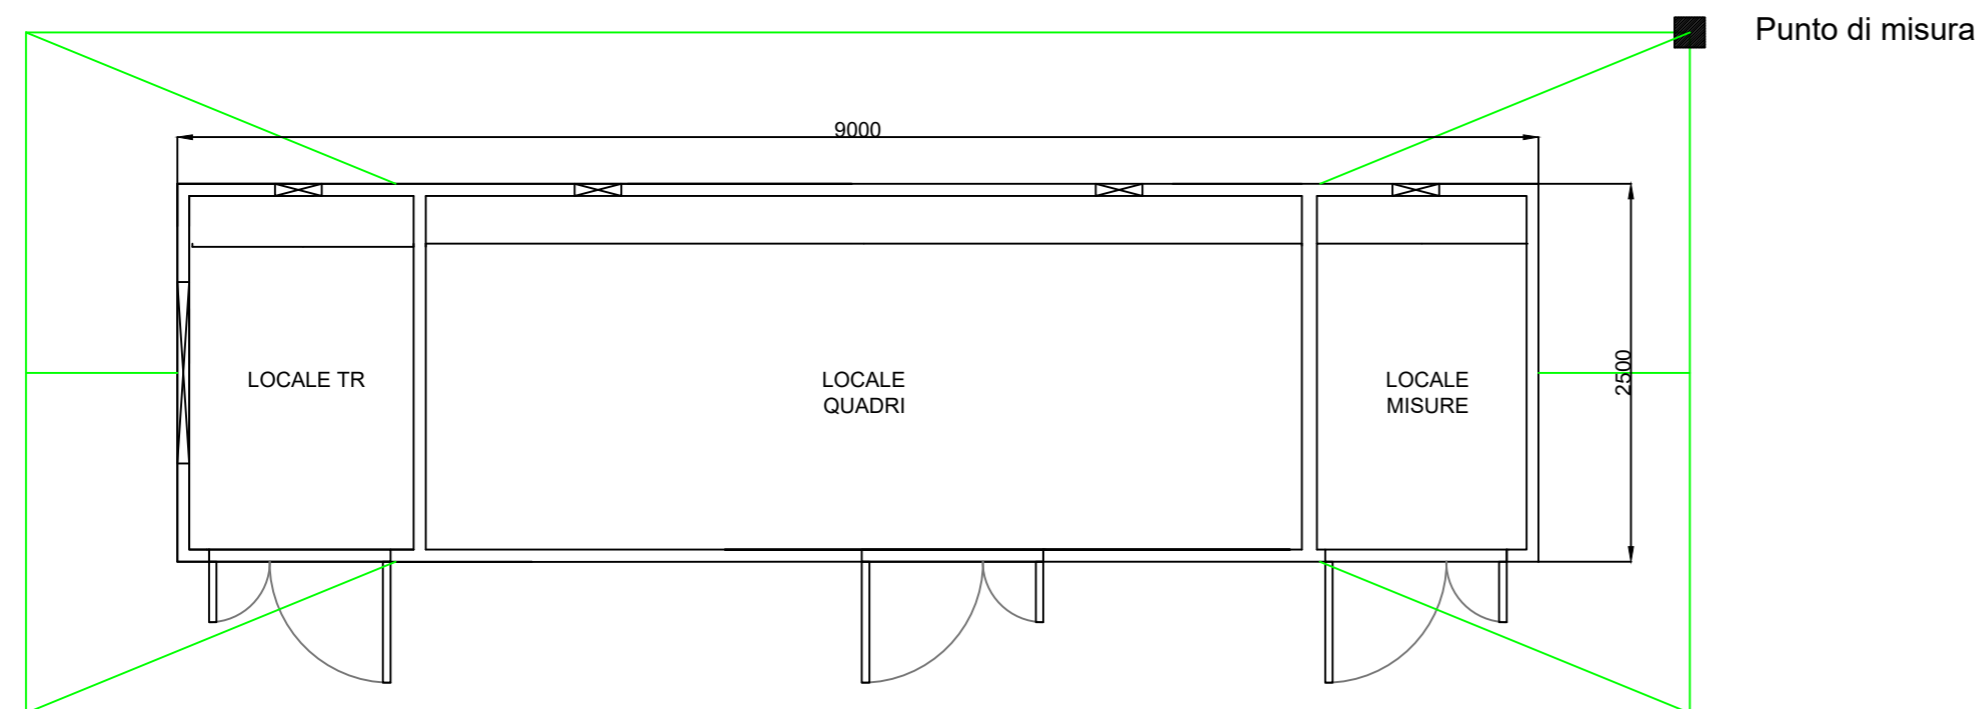 Punto di misura
9000
LOCALE TR
LOCALE
QUADRI
LOCALE
MISURE
2500